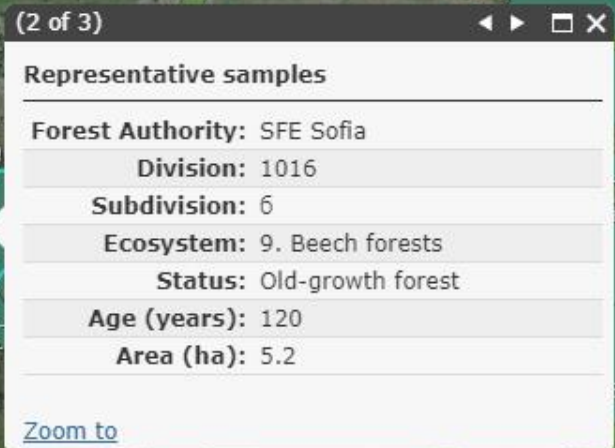 (2 of 3)
Representative samples
Forest Authority: SFE Sofia
Division: 1016
Subdivision: б
Ecosystem: 9. Beech forests
Status: Old-growth forest
Age (years): 120
Area (ha): 5.2
Zoom to